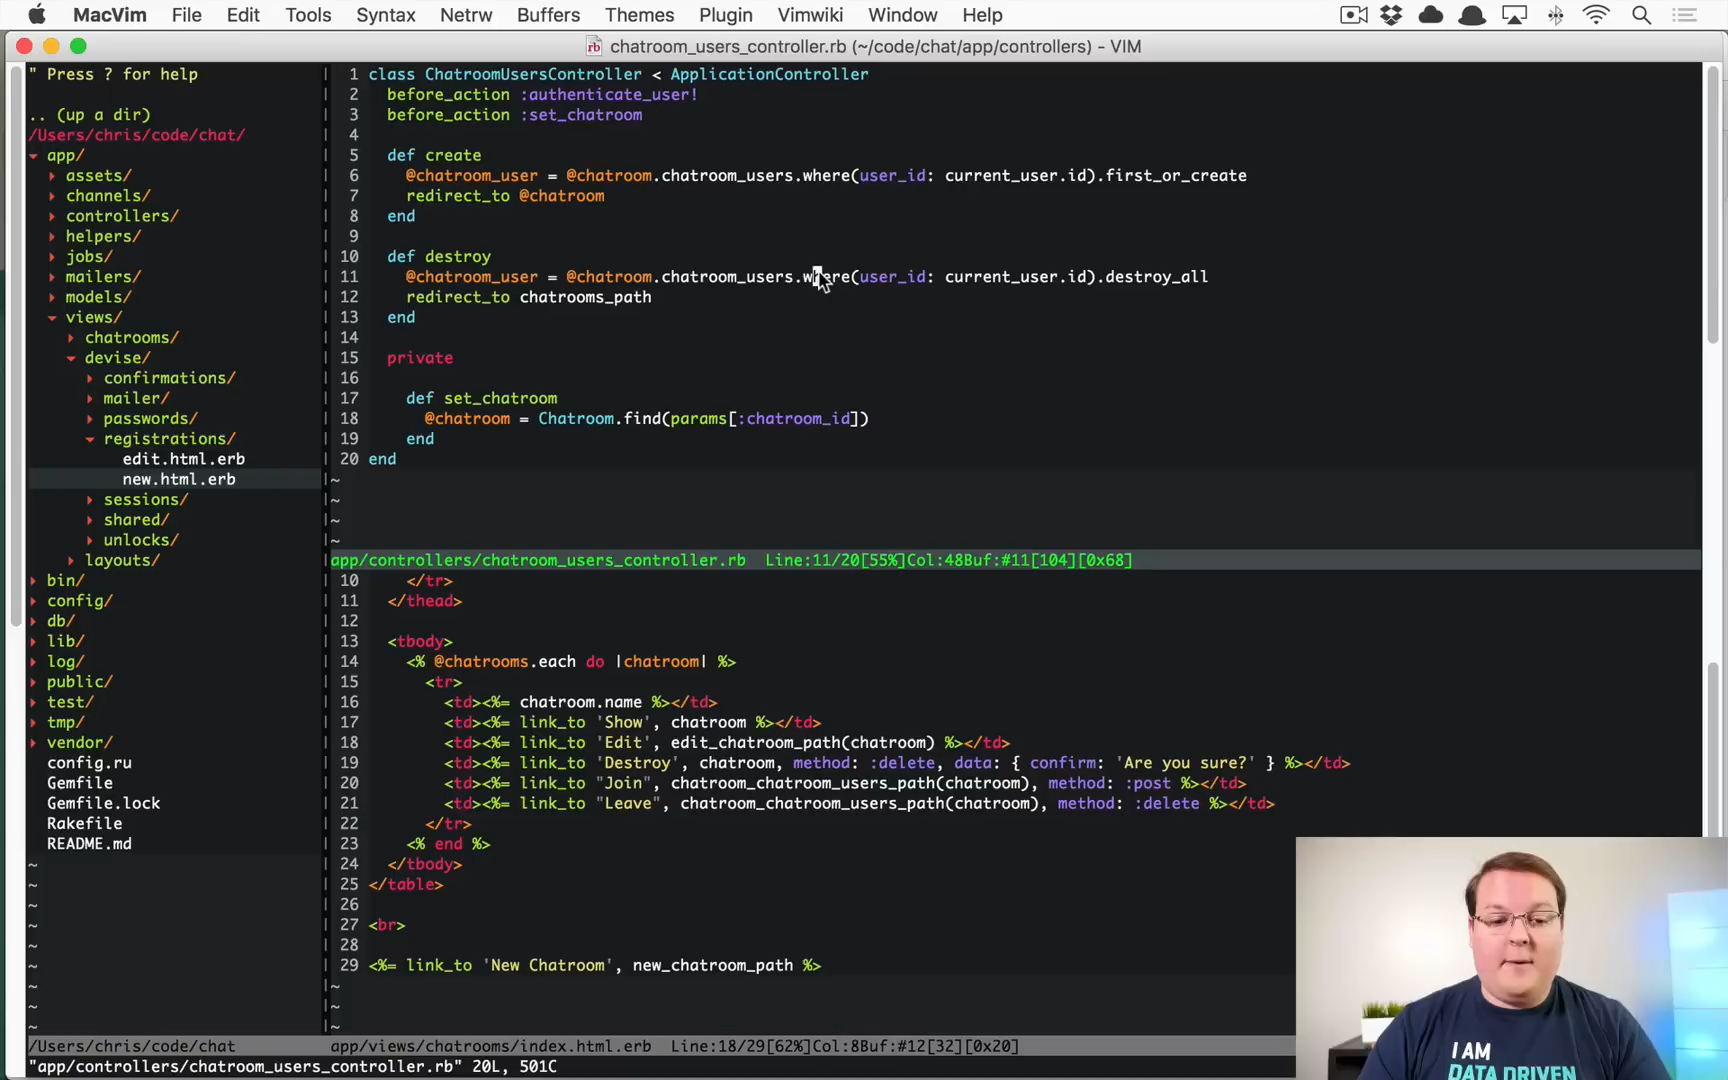 MacVim File Edit Tools Syntax Netrw Buffers Themes Plugin Vimwiki Window Help
chatroom_users_controller.rb (~/code/chat/app/controllers) - VIM
" Press ? for help
.. (up a dir)
/Users/chris/code/chat/
app/
assets/
channels/
controllers/
helpers/
jobs/
mailers/
models/
views/
chatrooms/
devise/
confirmations/
mailer/
passwords/
registrations/
edit.html.erb
new.html.erb
sessions/
shared/
unlocks/
layouts/
bin/
config/
db/
lib/
log/
public/
test/
tmp/
vendor/
config.ru
Gemfile
Gemfile.lock
Rakefile
README.md
~
~
~
~
~
~
~
~
~
/Users/chris/code/chat
1 class ChatroomUsersController < ApplicationController
2 before_action :authenticate_user!
3 before_action :set_chatroom
4
5 def create
6 @chatroom_user = @chatroom.chatroom_users.where(user_id: current_user.id).first_or_create
7 redirect_to @chatroom
8 end
9
10 def destroy
11 @chatroom_user = @chatroom.chatroom_users.where(user_id: current_user.id).destroy_all
12 redirect_to chatrooms_path
13 end
14
15 private
16
17 def set_chatroom
18 @chatroom = Chatroom.find(params[:chatroom_id])
19 end
20 end
~
~
~
~
app/controllers/chatroom_users_controller.rb Line:11/20[55%]Col:48Buf:#11[104][0x68]
10 </tr>
11 </thead>
12
13 <tbody>
14 <% @chatrooms.each do |chatroom| %>
15 <tr>
16 <td><%= chatroom.name %></td>
17 <td><%= link_to 'Show', chatroom %></td>
18 <td><%= link_to 'Edit', edit_chatroom_path(chatroom) %></td>
19 <td><%= link_to 'Destroy', chatroom, method: :delete, data: { confirm: 'Are you sure?' } %></td>
20 <td><%= link_to "Join", chatroom_chatroom_users_path(chatroom), method: :post %></td>
21 <td><%= link_to "Leave", chatroom_chatroom_users_path(chatroom), method: :delete %></td>
22 </tr>
23 <% end %>
24 </tbody>
25 </table>
26
27 <br>
28
29 <%= link_to 'New Chatroom', new_chatroom_path %>
~
~
~
app/views/chatrooms/index.html.erb Line:18/29[62%]Col:8Buf:#12[32][0x20]
"app/controllers/chatroom_users_controller.rb" 20L, 501C
I AM
DATA DRIVEN